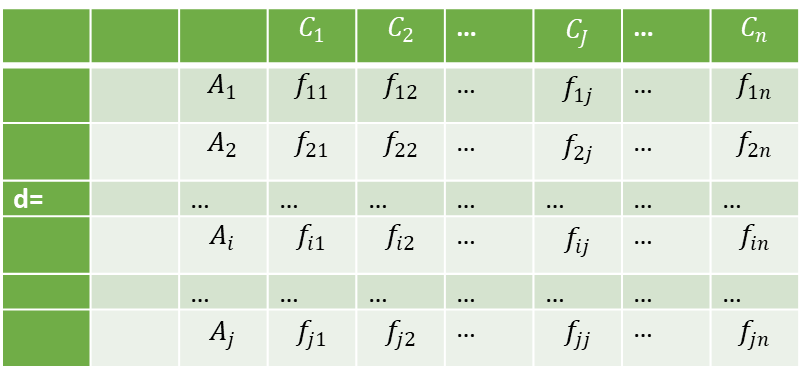 C₁ C₂ ... C_J ... Cₙ
A₁ f₁₁ f₁₂ ... f₁ⱼ ... f₁ₙ
A₂ f₂₁ f₂₂ ... f₂ⱼ ... f₂ₙ
d= ... ... ... ... ... ... ...
Aᵢ fᵢ₁ fᵢ₂ ... fᵢⱼ ... fᵢₙ
... ... ... ... ... ... ...
Aⱼ fⱼ₁ fⱼ₂ ... fⱼⱼ ... fⱼₙ